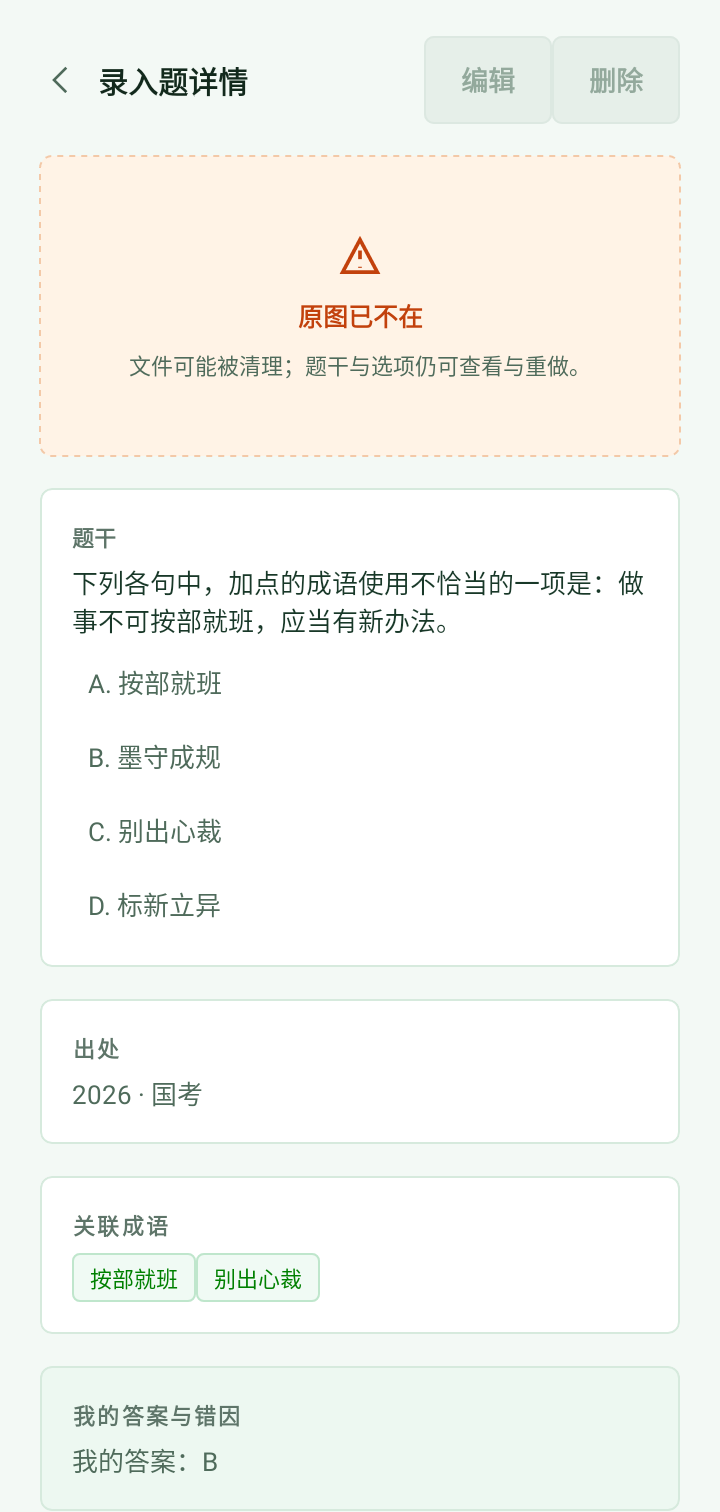 录入题详情
编辑
删除
原图已不在
文件可能被清理；题干与选项仍可查看与重做。
题干
下列各句中，加点的成语使用不恰当的一项是：做
事不可按部就班，应当有新办法。
A. 按部就班
B. 墨守成规
C. 别出心裁
D. 标新立异
出处
2026 · 国考
关联成语
按部就班
别出心裁
我的答案与错因
我的答案：B